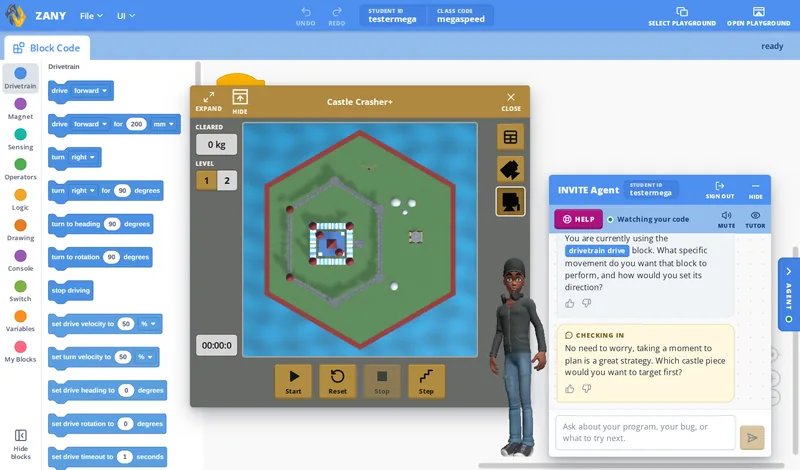 ZANY
File
UI
UNDO
REDO
STUDENT ID
testermega
CLASS CODE
megaspeed
SELECT PLAYGROUND
OPEN PLAYGROUND
Block Code
ready
Drivetrain
Magnet
Sensing
Operators
Logic
Drawing
Console
Switch
Variables
My Blocks
Hide
blocks
Drivetrain
drive forward
drive forward for 200 mm
turn right
turn right for 90 degrees
turn to heading 90 degrees
turn to rotation 90 degrees
stop driving
set drive velocity to 50 %
set turn velocity to 50 %
set drive heading to 0 degrees
set drive rotation to 0 degrees
set drive timeout to 1 seconds
EXPAND
HIDE
Castle Crasher+
CLOSE
CLEARED
0 kg
LEVEL
1 2
00:00:0
Start
Reset
Stop
Step
INVITE Agent
STUDENT ID
testermega
SIGN OUT
HIDE
HELP
Watching your code
MUTE
TUTOR
You are currently using the
drivetrain drive block. What specific
movement do you want that block to
perform, and how would you set its
direction?
CHECKING IN
No need to worry, taking a moment to
plan is a great strategy. Which castle piece
would you want to target first?
Ask about your program, your bug, or
what to try next.
AGENT